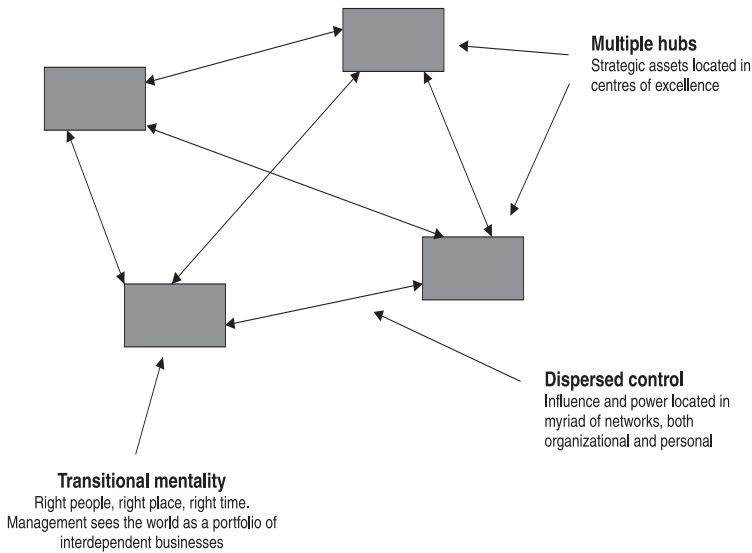 Multiple hubs
Strategic assets located in
centres of excellence
Dispersed control
Influence and power located in
myriad of networks, both
organizational and personal
Transitional mentality
Right people, right place, right time.
Management sees the world as a portfolio of
interdependent businesses